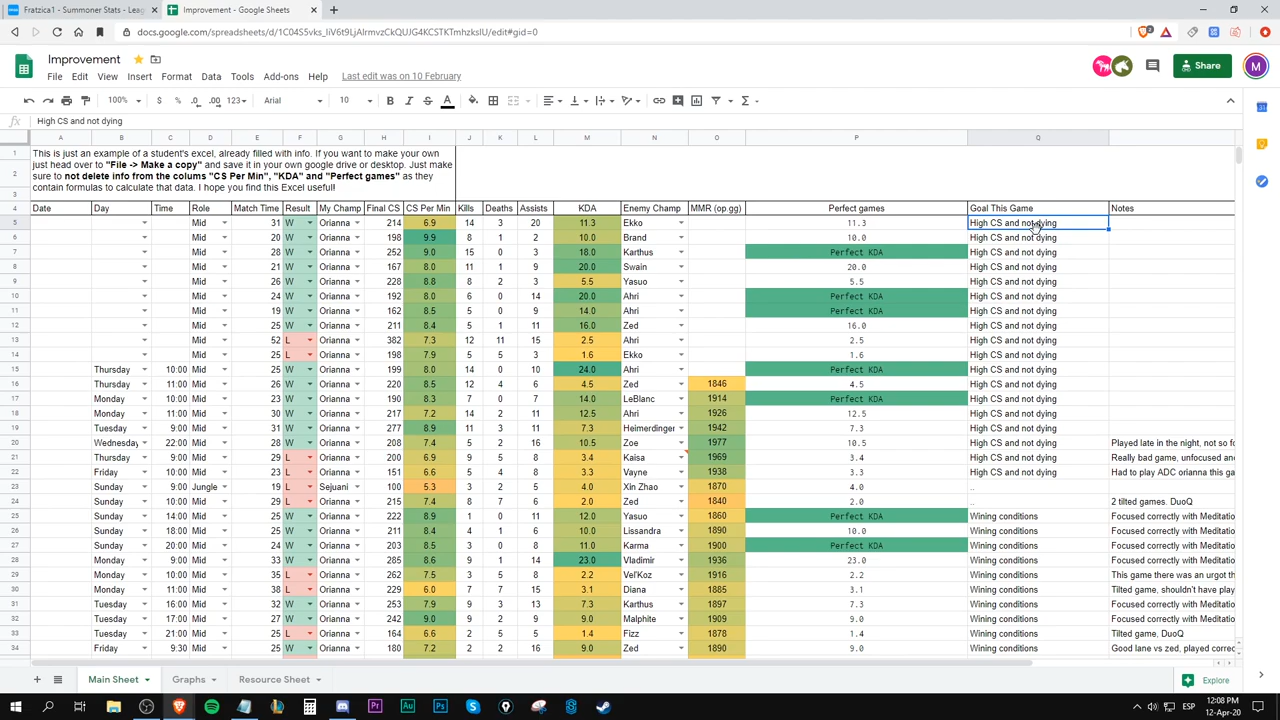 Fratzica1 - Summoner Stats - Leag
Improvement - Google Sheets
docs.google.com/spreadsheets/d/
Improvement
File Edit View Insert Format Data Tools Add-ons Help Last edit was on 10 February
Share
M
100% $ % .0 .00 123 Arial 10 B I S A
fx High CS and not dying
A B C D E F G H I J K L M N O P Q
1 This is just an example of a student's excel, already filled with info. If you want to make your own
2 just head over to "File -> Make a copy" and save it in your own google drive or desktop. Just make
sure to not delete info from the colums "CS Per Min", "KDA" and "Perfect games" as they
3 contain formulas to calculate that data. I hope you find this Excel useful!
4 Date Day Time Role Match Time Result My Champ Final CS CS Per Min Kills Deaths Assists KDA Enemy Champ MMR (op.gg) Perfect games Goal This Game Notes
5 Mid 31 W Orianna 214 6.9 14 3 20 11.3 Ekko 11.3 High CS and not dying
6 Mid 20 W Orianna 198 9.9 8 1 2 10.0 Brand 10.0 High CS and not dying
7 Mid 28 W Orianna 252 9.0 15 0 3 18.0 Karthus Perfect KDA High CS and not dying
8 Mid 21 W Orianna 167 8.0 11 1 9 20.0 Swain 20.0 High CS and not dying
9 Mid 26 W Orianna 228 8.8 8 2 3 5.5 Yasuo 5.5 High CS and not dying
10 Mid 24 W Orianna 192 8.0 6 0 14 20.0 Ahri Perfect KDA High CS and not dying
11 Mid 19 W Orianna 162 8.5 5 0 9 14.0 Ahri Perfect KDA High CS and not dying
12 Mid 25 W Orianna 211 8.4 5 1 11 16.0 Zed 16.0 High CS and not dying
13 Mid 52 L Orianna 382 7.3 12 11 15 2.5 Ahri 2.5 High CS and not dying
14 Mid 25 L Orianna 198 7.9 5 5 3 1.6 Ekko 1.6 High CS and not dying
15 Thursday 10:00 Mid 25 W Orianna 199 8.0 14 0 10 24.0 Ahri Perfect KDA High CS and not dying
16 Thursday 11:00 Mid 26 W Orianna 220 8.5 12 4 6 4.5 Zed 1846 4.5 High CS and not dying
17 Monday 10:00 Mid 23 W Orianna 190 8.3 7 0 7 14.0 LeBlanc 1914 Perfect KDA High CS and not dying
18 Monday 11:00 Mid 30 W Orianna 217 7.2 14 2 11 12.5 Ahri 1926 12.5 High CS and not dying
19 Tuesday 9:00 Mid 31 W Orianna 277 8.9 11 3 11 7.3 Heimerdinger 1942 7.3 High CS and not dying
20 Wednesday 22:00 Mid 28 W Orianna 208 7.4 5 2 16 10.5 Zoe 1977 10.5 High CS and not dying Played late in the night, not so fo
21 Thursday 9:00 Mid 29 L Orianna 200 6.9 9 5 8 3.4 Kaisa 1969 3.4 High CS and not dying Really bad game, unfocused and
22 Friday 10:00 Mid 23 L Orianna 151 6.6 5 4 8 3.3 Vayne 1938 3.3 High CS and not dying Had to play ADC orianna this ga
23 Sunday 9:00 Jungle 19 L Sejuani 100 5.3 3 2 5 4.0 Xin Zhao 1870 4.0 ..
24 Sunday 10:00 Mid 29 L Orianna 215 7.4 8 7 6 2.0 Zed 1840 2.0 .. 2 tilted games. DuoQ
25 Sunday 14:00 Mid 25 W Orianna 222 8.9 1 0 11 12.0 Yasuo 1860 Perfect KDA Wining conditions Focused correctly with Meditatio
26 Sunday 18:00 Mid 25 W Orianna 211 8.4 4 1 6 10.0 Lissandra 1890 10.0 Wining conditions Focused correctly with Meditatio
27 Sunday 20:00 Mid 24 W Orianna 203 8.5 3 0 8 11.0 Karma 1900 Perfect KDA Wining conditions Focused correctly with Meditatio
28 Monday 9:00 Mid 33 W Orianna 285 8.6 9 1 14 23.0 Vladimir 1936 23.0 Wining conditions Focused correctly with Meditatio
29 Monday 10:00 Mid 35 L Orianna 262 7.5 3 5 8 2.2 Vel'Koz 1916 2.2 Wining conditions This game there was an urgot th
30 Monday 11:00 Mid 38 L Orianna 229 6.0 7 7 15 3.1 Diana 1885 3.1 Wining conditions Tilted game, shouldn't have play
31 Tuesday 16:00 Mid 32 W Orianna 253 7.9 9 3 13 7.3 Karthus 1897 7.3 Wining conditions Focused correctly with Meditatio
32 Tuesday 17:00 Mid 27 W Orianna 242 9.0 9 2 9 9.0 Malphite 1909 9.0 Wining conditions Focused correctly with Meditatio
33 Tuesday 21:00 Mid 25 L Orianna 164 6.6 2 5 5 1.4 Fizz 1878 1.4 Wining conditions Tilted game, DuoQ
34 Friday 9:30 Mid 25 W Orianna 180 7.2 2 2 16 9.0 Zed 1890 9.0 Wining conditions Good lane vs zed, played correc
Main Sheet Graphs Resource Sheet Explore
12:08 PM
ENG
12-Apr-20